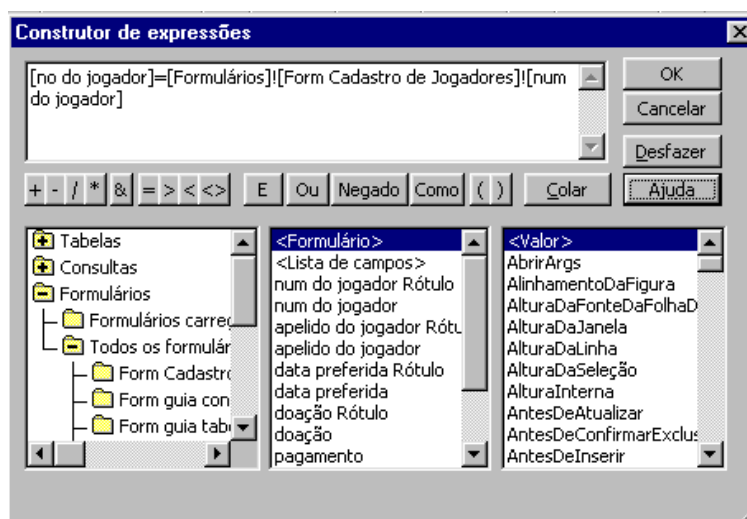 Construtor de expressões
[no do jogador]=[Formulários]![Form Cadastro de Jogadores]![num
do jogador]
OK
Cancelar
Desfazer
+ - / * & = > < <> E Ou Negado Como ( ) Colar Ajuda
Tabelas
Consultas
Formulários
Formulários carreg
Todos os formulár
Form Cadastro
Form guia con
Form guia tabe
<Formulário>
<Lista de campos>
num do jogador Rótulo
num do jogador
apelido do jogador Rótu
apelido do jogador
data preferida Rótulo
data preferida
doação Rótulo
doação
pagamento
<Valor>
AbrirArgs
AlinhamentoDaFigura
AlturaDaFonteDaFolhaD
AlturaDaJanela
AlturaDaLinha
AlturaDaSeleção
AlturaInterna
AntesDeAtualizar
AntesDeConfirmarExclus
AntesDeInserir